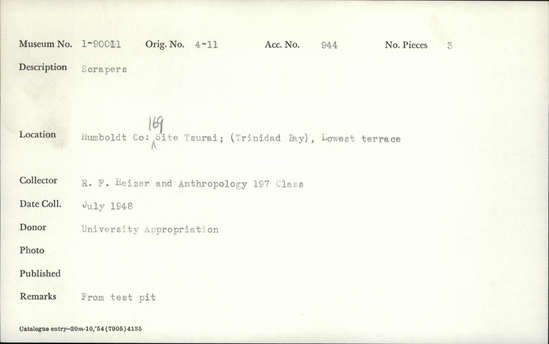 Museum No. 1-90011 Orig. No. 4-11 Acc. No. 944 No. Pieces 3
Description Scrapers
169
Location Humboldt Co: Site Tsurai; (Trinidad Bay), Lowest terrace
Collector R. F. Heizer and Anthropology 197 Class
Date Coll. July 1948
Donor University Appropriation
Photo
Published
Remarks From test pit
Catalogue entry—20m-10,'54(7905)4185